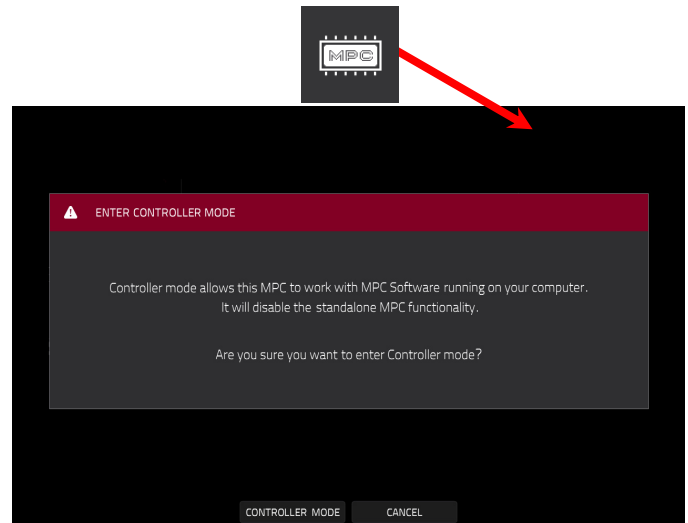 MPC
ENTER CONTROLLER MODE
Controller mode allows this MPC to work with MPC Software running on your computer.
It will disable the standalone MPC functionality.
Are you sure you want to enter Controller mode?
CONTROLLER MODE
CANCEL